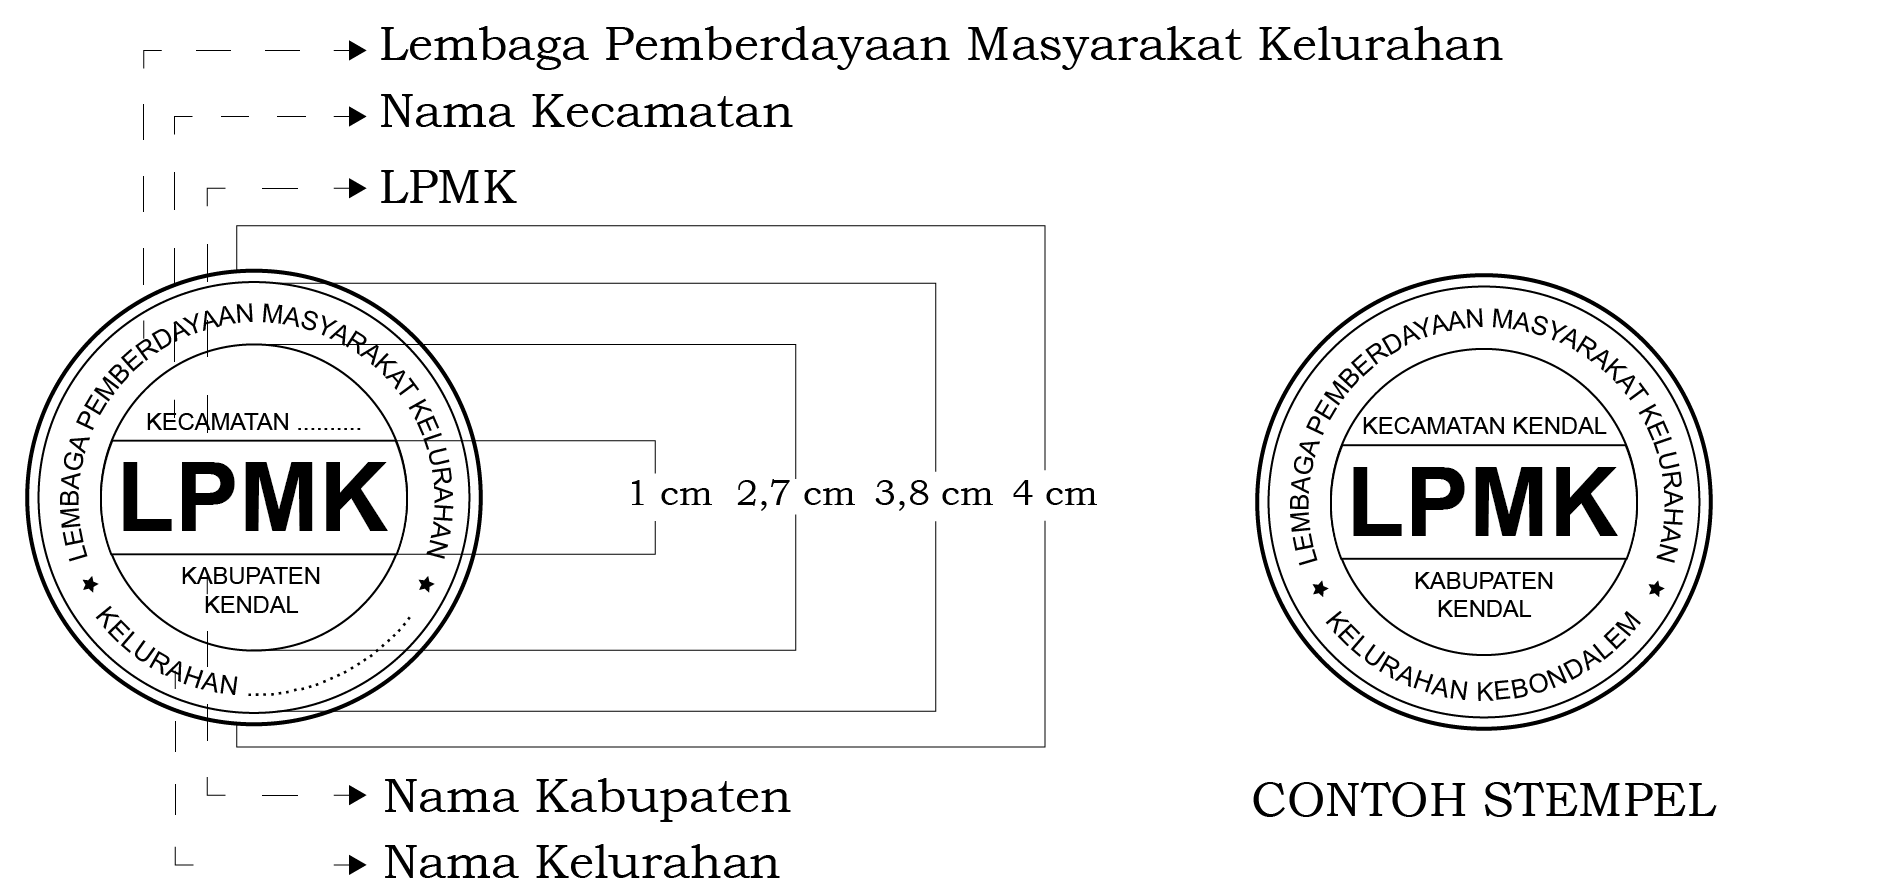 Lembaga Pemberdayaan Masyarakat Kelurahan
Nama Kecamatan
LPMK
LEMBAGA PEMBERDAYAAN MASYARAKAT KELURAHAN
KECAMATAN ..........
LPMK
KABUPATEN
KENDAL
KELURAHAN ........................
1 cm
2,7 cm
3,8 cm
4 cm
Nama Kabupaten
Nama Kelurahan
LEMBAGA PEMBERDAYAAN MASYARAKAT KELURAHAN
KECAMATAN KENDAL
LPMK
KABUPATEN
KENDAL
KELURAHAN KEBONDALEM
CONTOH STEMPEL